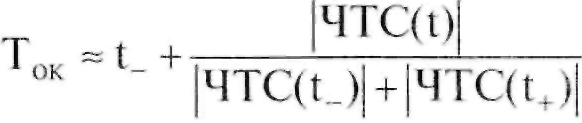 T_ОК ≈ t_- + |ЧТС(t)| / (|ЧТС(t_-)| + |ЧТС(t_+)|)